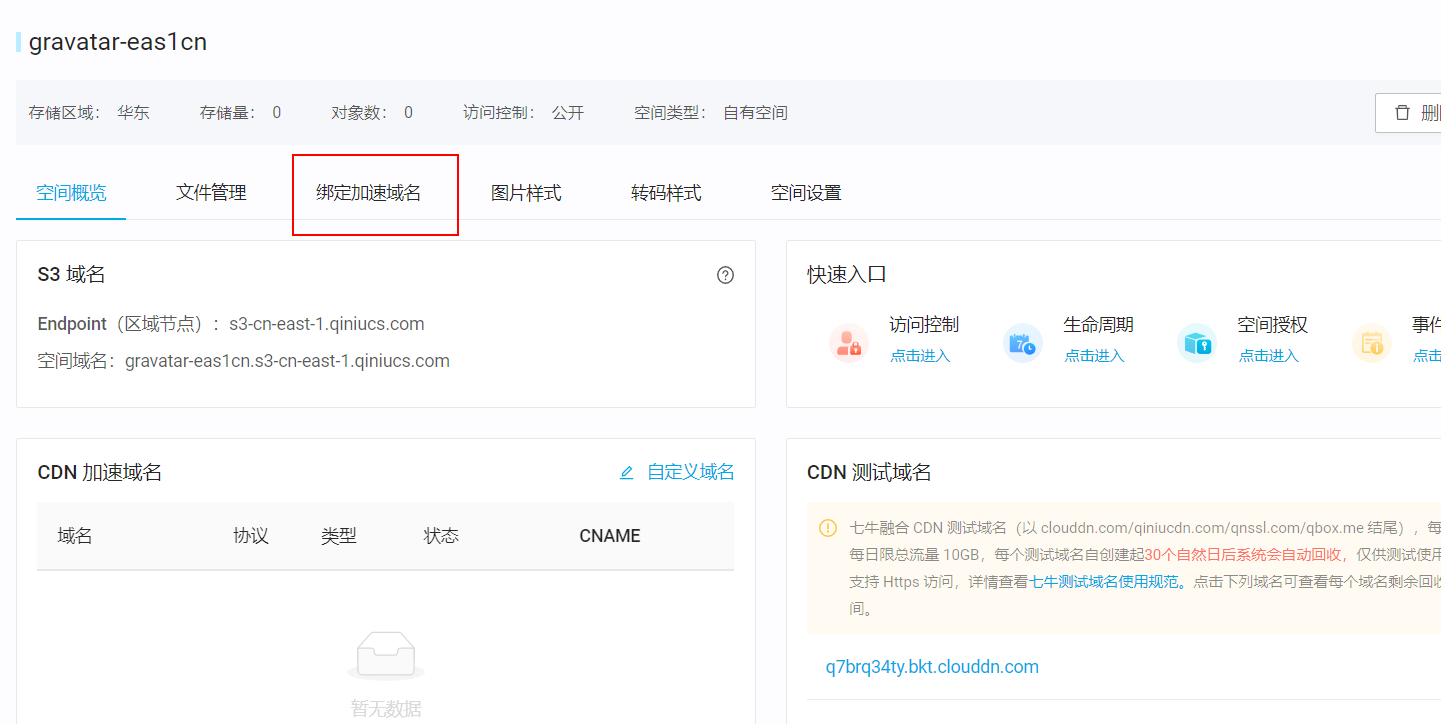 gravatar-eas1cn
存储区域： 华东 存储量： 0 对象数： 0 访问控制： 公开 空间类型： 自有空间
空间概览 文件管理 绑定加速域名 图片样式 转码样式 空间设置
S3 域名
Endpoint（区域节点）： s3-cn-east-1.qiniucs.com
空间域名： gravatar-eas1cn.s3-cn-east-1.qiniucs.com
快速入口
访问控制 生命周期 空间授权 事件
点击进入 点击进入 点击进入 点击
CDN 加速域名 自定义域名
域名 协议 类型 状态 CNAME
暂无数据
CDN 测试域名
七牛融合 CDN 测试域名（以 clouddn.com/qiniucdn.com/qnssl.com/qbox.me 结尾），每
每日限总流量 10GB，每个测试域名自创建起30个自然日后系统会自动回收，仅供测试使用
支持 Https 访问，详情查看七牛测试域名使用规范。点击下列域名可查看每个域名剩余回收
间。
q7brq34ty.bkt.clouddn.com